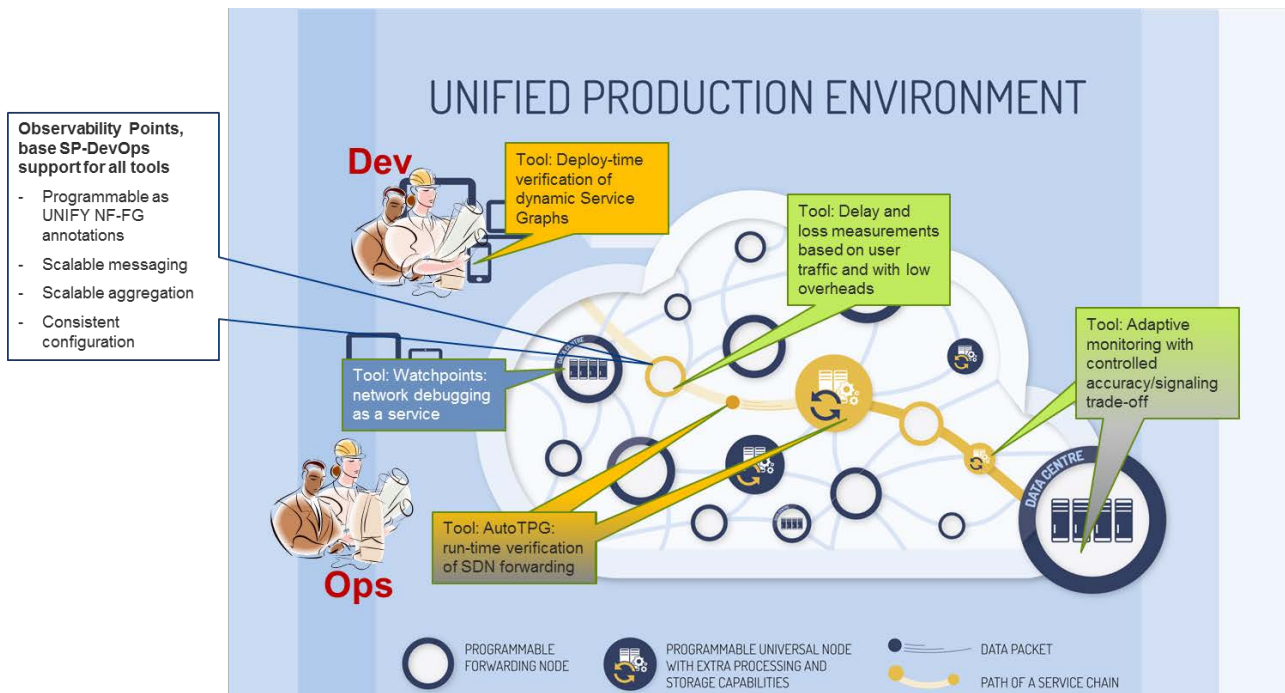 UNIFIED PRODUCTION ENVIRONMENT
Observability Points,
base SP-DevOps
support for all tools
- Programmable as
UNIFY NF-FG
annotations
- Scalable messaging
- Scalable aggregation
- Consistent
configuration
Dev
Tool: Deploy-time
verification of
dynamic Service
Graphs
Tool: Delay and
loss measurements
based on user
traffic and with low
overheads
Tool: Adaptive
monitoring with
controlled
accuracy/signaling
trade-off
Tool: Watchpoints:
network debugging
as a service
DATA CENTRE
Tool: AutoTPG:
run-time verification
of SDN forwarding
Ops
PROGRAMMABLE
FORWARDING NODE
PROGRAMMABLE UNIVERSAL NODE
WITH EXTRA PROCESSING AND
STORAGE CAPABILITIES
DATA PACKET
PATH OF A SERVICE CHAIN